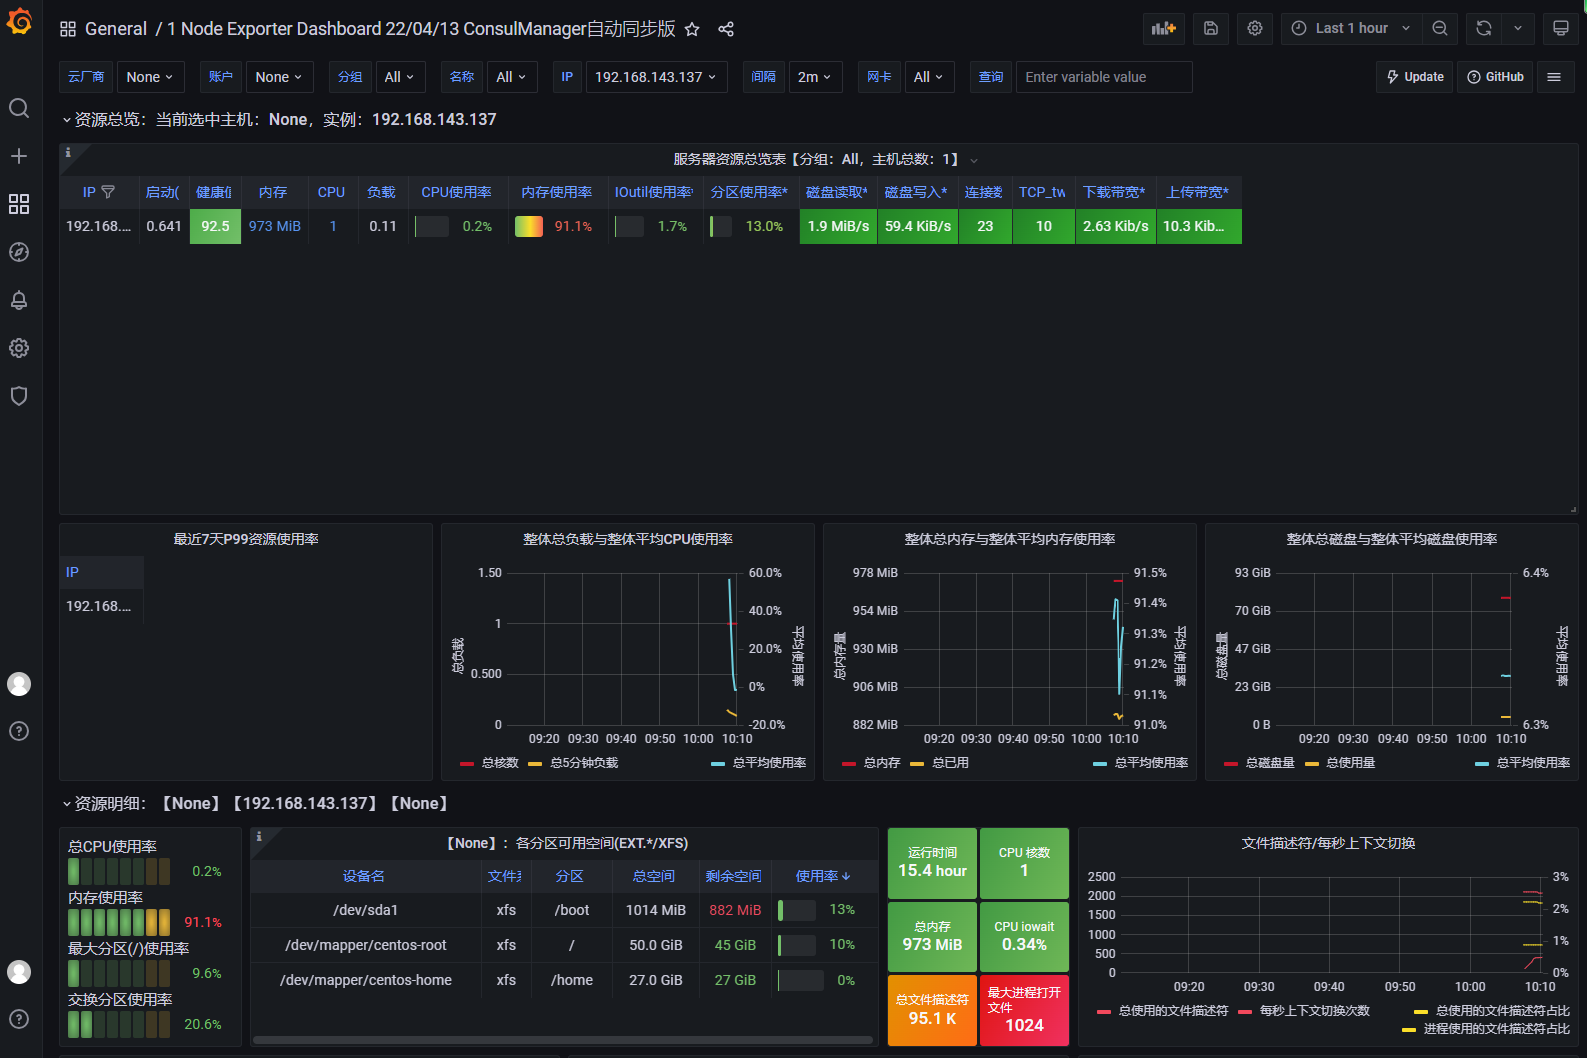 General / 1 Node Exporter Dashboard 22/04/13 ConsulManager自动同步版
Last 1 hour
云厂商 None 账户 None 分组 All 名称 All IP 192.168.143.137 间隔 2m 网卡 All 查询 Enter variable value Update GitHub
资源总览：当前选中主机：None，实例：192.168.143.137
服务器资源总览表【分组：All，主机总数：1】
IP 启动( 健康值 内存 CPU 负载 CPU使用率 内存使用率 IOutil使用率* 分区使用率* 磁盘读取* 磁盘写入* 连接数 TCP_tw 下载带宽* 上传带宽*
192.168.... 0.641 92.5 973 MiB 1 0.11 0.2% 91.1% 1.7% 13.0% 1.9 MiB/s 59.4 KiB/s 23 10 2.63 Kib/s 10.3 Kib...
最近7天P99资源使用率
IP
192.168....
整体总负载与整体平均CPU使用率
1.50
1
0.500
0
总负载
60.0%
40.0%
20.0%
0%
-20.0%
平均使用率
09:20 09:30 09:40 09:50 10:00 10:10
总核数 总5分钟负载 总平均使用率
整体总内存与整体平均内存使用率
978 MiB
954 MiB
930 MiB
906 MiB
882 MiB
总内存量
91.5%
91.4%
91.3%
91.2%
91.1%
91.0%
平均使用率
09:20 09:30 09:40 09:50 10:00 10:10
总内存 总已用 总平均使用率
整体总磁盘与整体平均磁盘使用率
93 GiB
70 GiB
47 GiB
23 GiB
0 B
总磁盘量
6.4%
6.3%
平均使用率
09:20 09:30 09:40 09:50 10:00 10:10
总磁盘量 总使用量 总平均使用率
资源明细：【None】【192.168.143.137】【None】
总CPU使用率
0.2%
内存使用率
91.1%
最大分区(/)使用率
9.6%
交换分区使用率
20.6%
【None】：各分区可用空间(EXT.*/XFS)
设备名 文件系 分区 总空间 剩余空间 使用率
/dev/sda1 xfs /boot 1014 MiB 882 MiB 13%
/dev/mapper/centos-root xfs / 50.0 GiB 45 GiB 10%
/dev/mapper/centos-home xfs /home 27.0 GiB 27 GiB 0%
运行时间
15.4 hour
CPU 核数
1
总内存
973 MiB
CPU iowait
0.34%
总文件描述符
95.1 K
最大进程打开
文件
1024
文件描述符/每秒上下文切换
2500
2000
1500
1000
500
0
3%
2%
1%
0%
09:20 09:30 09:40 09:50 10:00 10:10
总使用的文件描述符 每秒上下文切换次数 总使用的文件描述符占比
进程使用的文件描述符占比